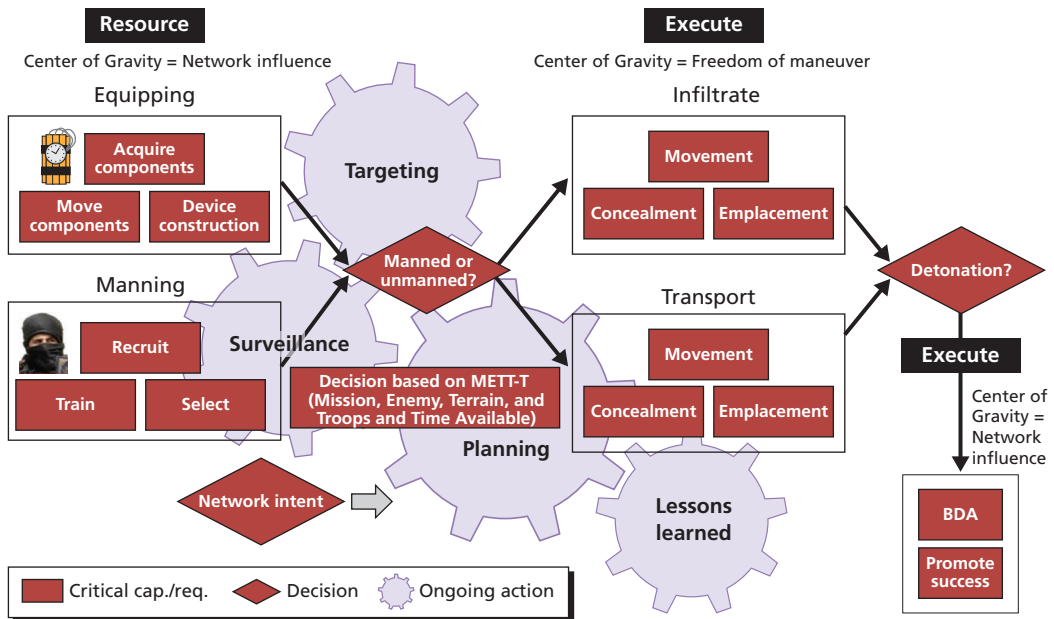 Resource
Center of Gravity = Network influence
Equipping
Acquire
components
Move
components
Device
construction
Manning
Recruit
Train
Select
Targeting
Surveillance
Manned or
unmanned?
Decision based on METT-T
(Mission, Enemy, Terrain, and
Troops and Time Available)
Planning
Network intent
Lessons
learned
Execute
Center of Gravity = Freedom of maneuver
Infiltrate
Movement
Concealment
Emplacement
Transport
Movement
Concealment
Emplacement
Detonation?
Execute
Center of
Gravity =
Network
influence
BDA
Promote
success
Critical cap./req.
Decision
Ongoing action